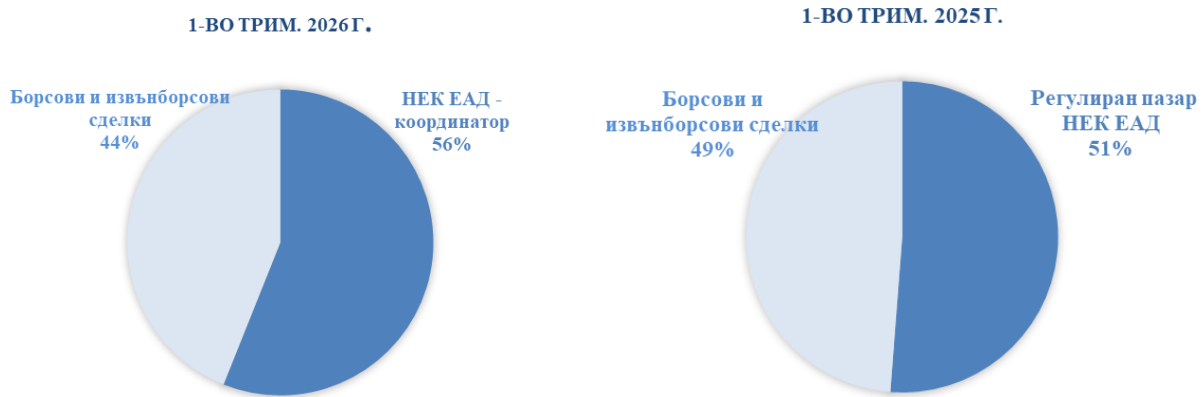 1-ВО ТРИМ. 2026 Г.
Борсови и извънборсови
сделки
44%
НЕК ЕАД -
координатор
56%
1-ВО ТРИМ. 2025 Г.
Борсови и
извънборсови сделки
49%
Регулиран пазар
НЕК ЕАД
51%